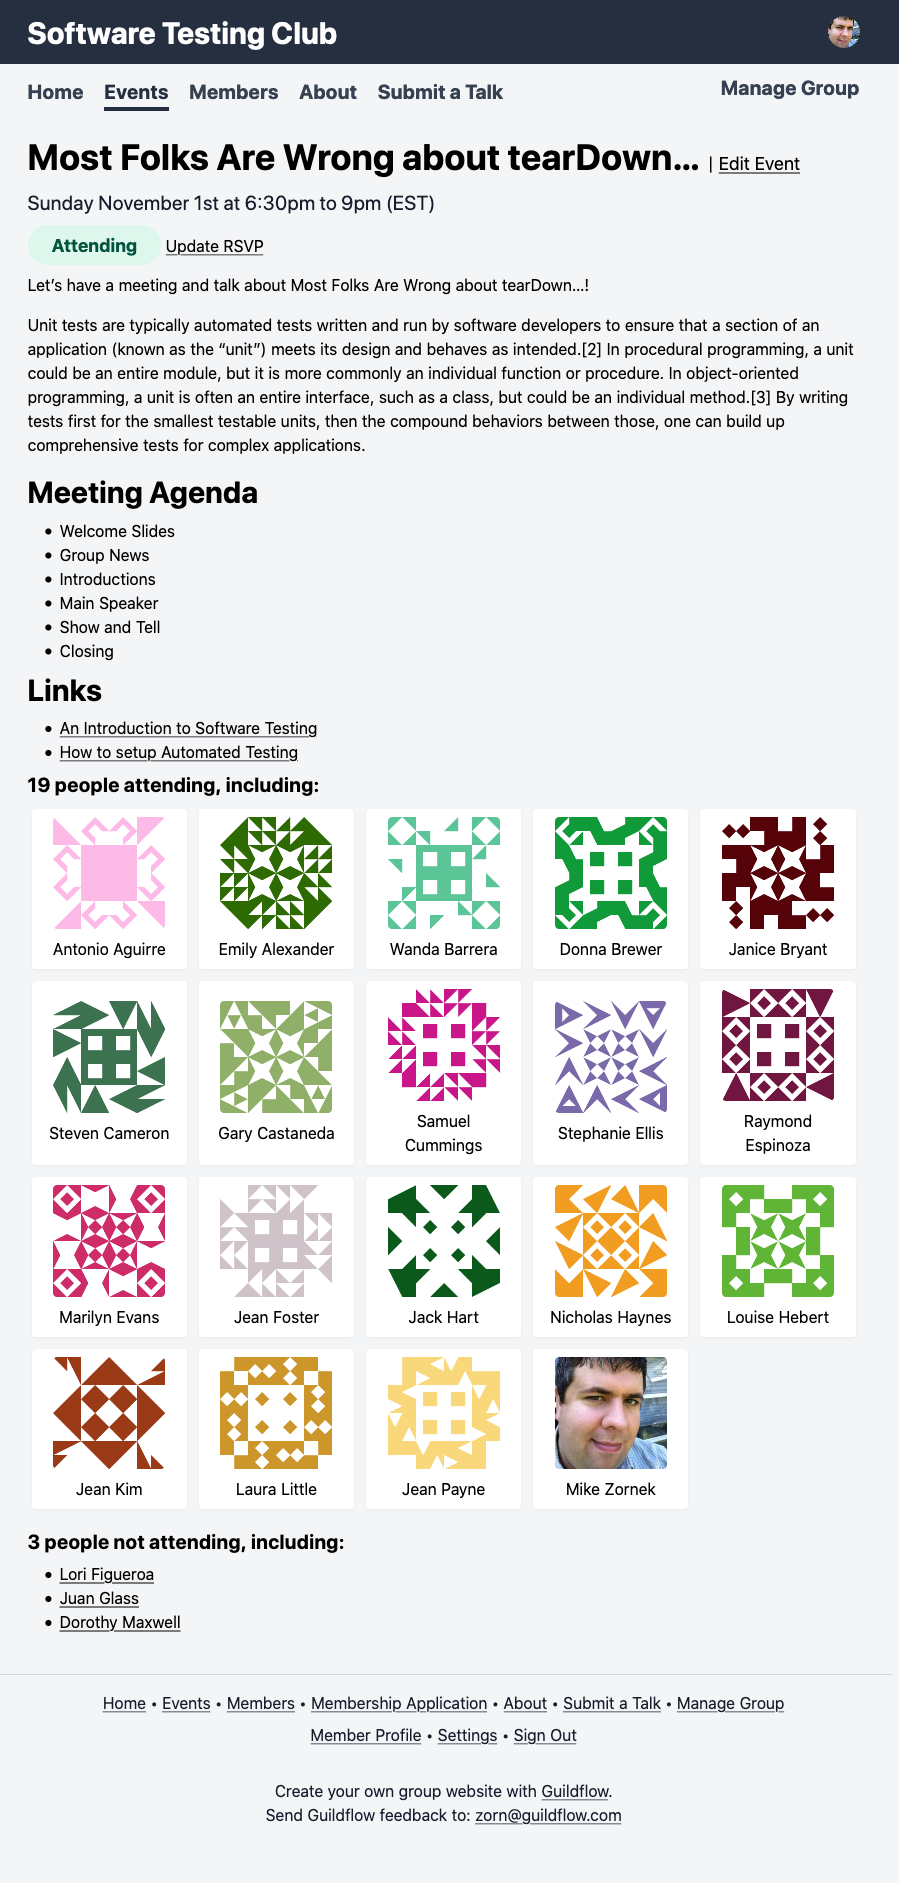 Software Testing Club
Home Events Members About Submit a Talk Manage Group
Most Folks Are Wrong about tearDown... | Edit Event
Sunday November 1st at 6:30pm to 9pm (EST)
Attending Update RSVP
Let’s have a meeting and talk about Most Folks Are Wrong about tearDown...!
Unit tests are typically automated tests written and run by software developers to ensure that a section of an
application (known as the “unit”) meets its design and behaves as intended.[2] In procedural programming, a unit
could be an entire module, but it is more commonly an individual function or procedure. In object-oriented
programming, a unit is often an entire interface, such as a class, but could be an individual method.[3] By writing
tests first for the smallest testable units, then the compound behaviors between those, one can build up
comprehensive tests for complex applications.
Meeting Agenda
• Welcome Slides
• Group News
• Introductions
• Main Speaker
• Show and Tell
• Closing
Links
• An Introduction to Software Testing
• How to setup Automated Testing
19 people attending, including:
Antonio Aguirre Emily Alexander Wanda Barrera Donna Brewer Janice Bryant
Steven Cameron Gary Castaneda Samuel Cummings Stephanie Ellis Raymond Espinoza
Marilyn Evans Jean Foster Jack Hart Nicholas Haynes Louise Hebert
Jean Kim Laura Little Jean Payne Mike Zornek
3 people not attending, including:
• Lori Figueroa
• Juan Glass
• Dorothy Maxwell
Home • Events • Members • Membership Application • About • Submit a Talk • Manage Group
Member Profile • Settings • Sign Out
Create your own group website with Guildflow.
Send Guildflow feedback to: zorn@guildflow.com